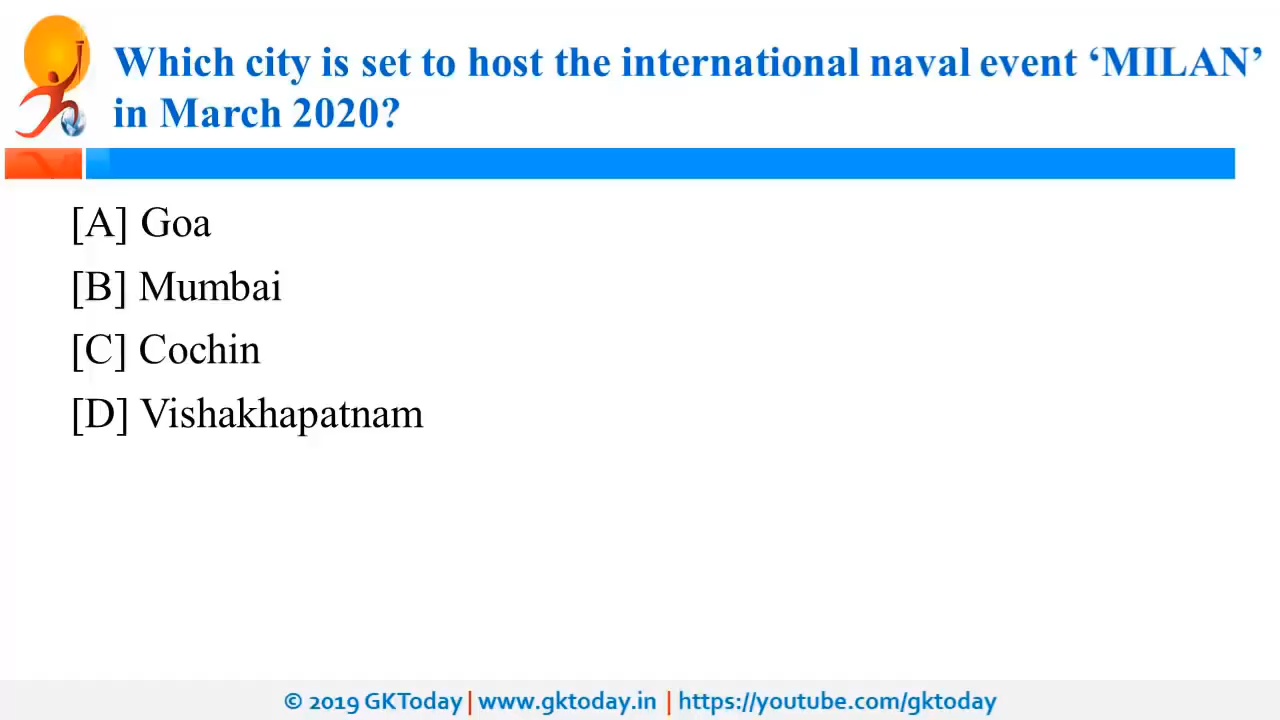 Which city is set to host the international naval event ‘MILAN’
in March 2020?
[A] Goa
[B] Mumbai
[C] Cochin
[D] Vishakhapatnam
© 2019 GKToday | www.gktoday.in | https://youtube.com/gktoday